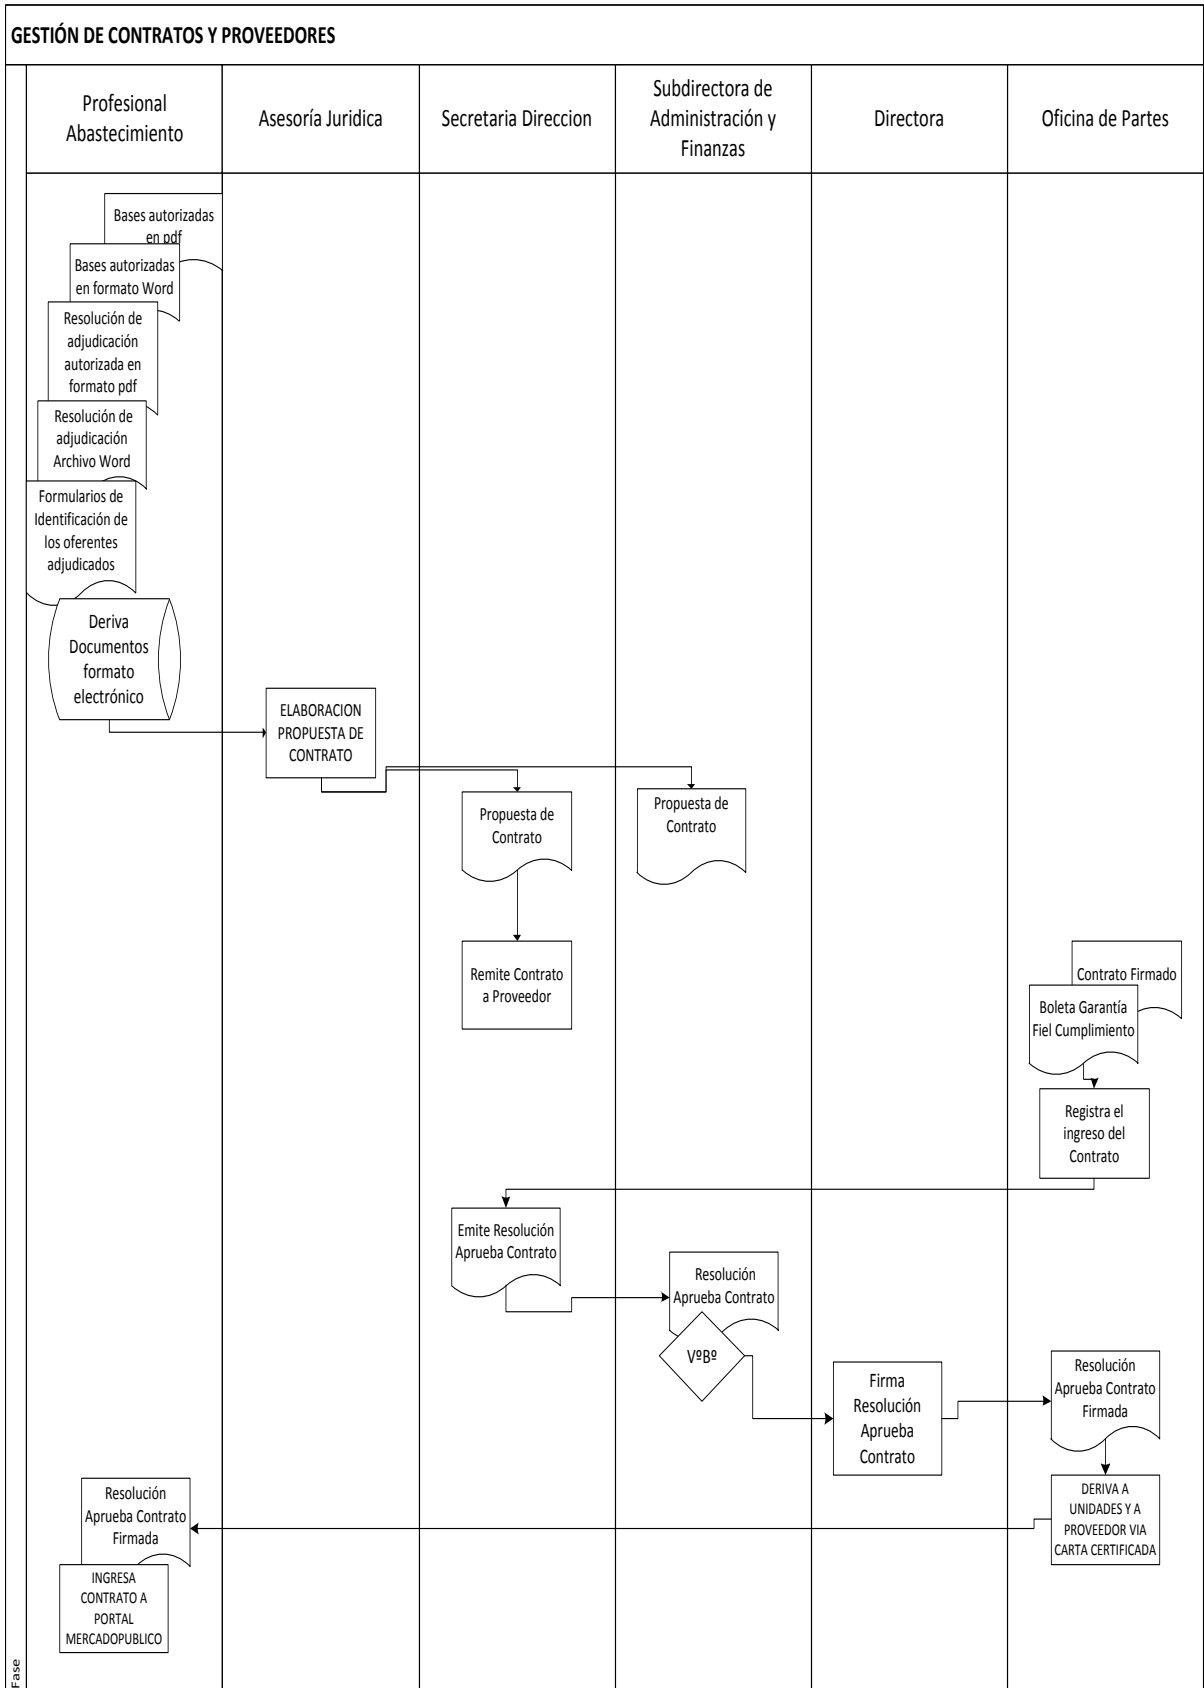 GESTIÓN DE CONTRATOS Y PROVEEDORES
Profesional
Abastecimiento
Asesoría Juridica
Secretaria Direccion
Subdirectora de
Administración y
Finanzas
Directora
Oficina de Partes
Bases autorizadas
en pdf
Bases autorizadas
en formato Word
Resolución de
adjudicación
autorizada en
formato pdf
Resolución de
adjudicación
Archivo Word
Formularios de
Identificación de
los oferentes
adjudicados
Deriva
Documentos
formato
electrónico
ELABORACION
PROPUESTA DE
CONTRATO
Propuesta de
Contrato
Propuesta de
Contrato
Remite Contrato
a Proveedor
Contrato Firmado
Boleta Garantía
Fiel Cumplimiento
Registra el
ingreso del
Contrato
Emite Resolución
Aprueba Contrato
Resolución
Aprueba Contrato
VºBº
Firma
Resolución
Aprueba
Contrato
Resolución
Aprueba Contrato
Firmada
DERIVA A
UNIDADES Y A
PROVEEDOR VIA
CARTA CERTIFICADA
Resolución
Aprueba Contrato
Firmada
INGRESA
CONTRATO A
PORTAL
MERCADOPUBLICO
Fase